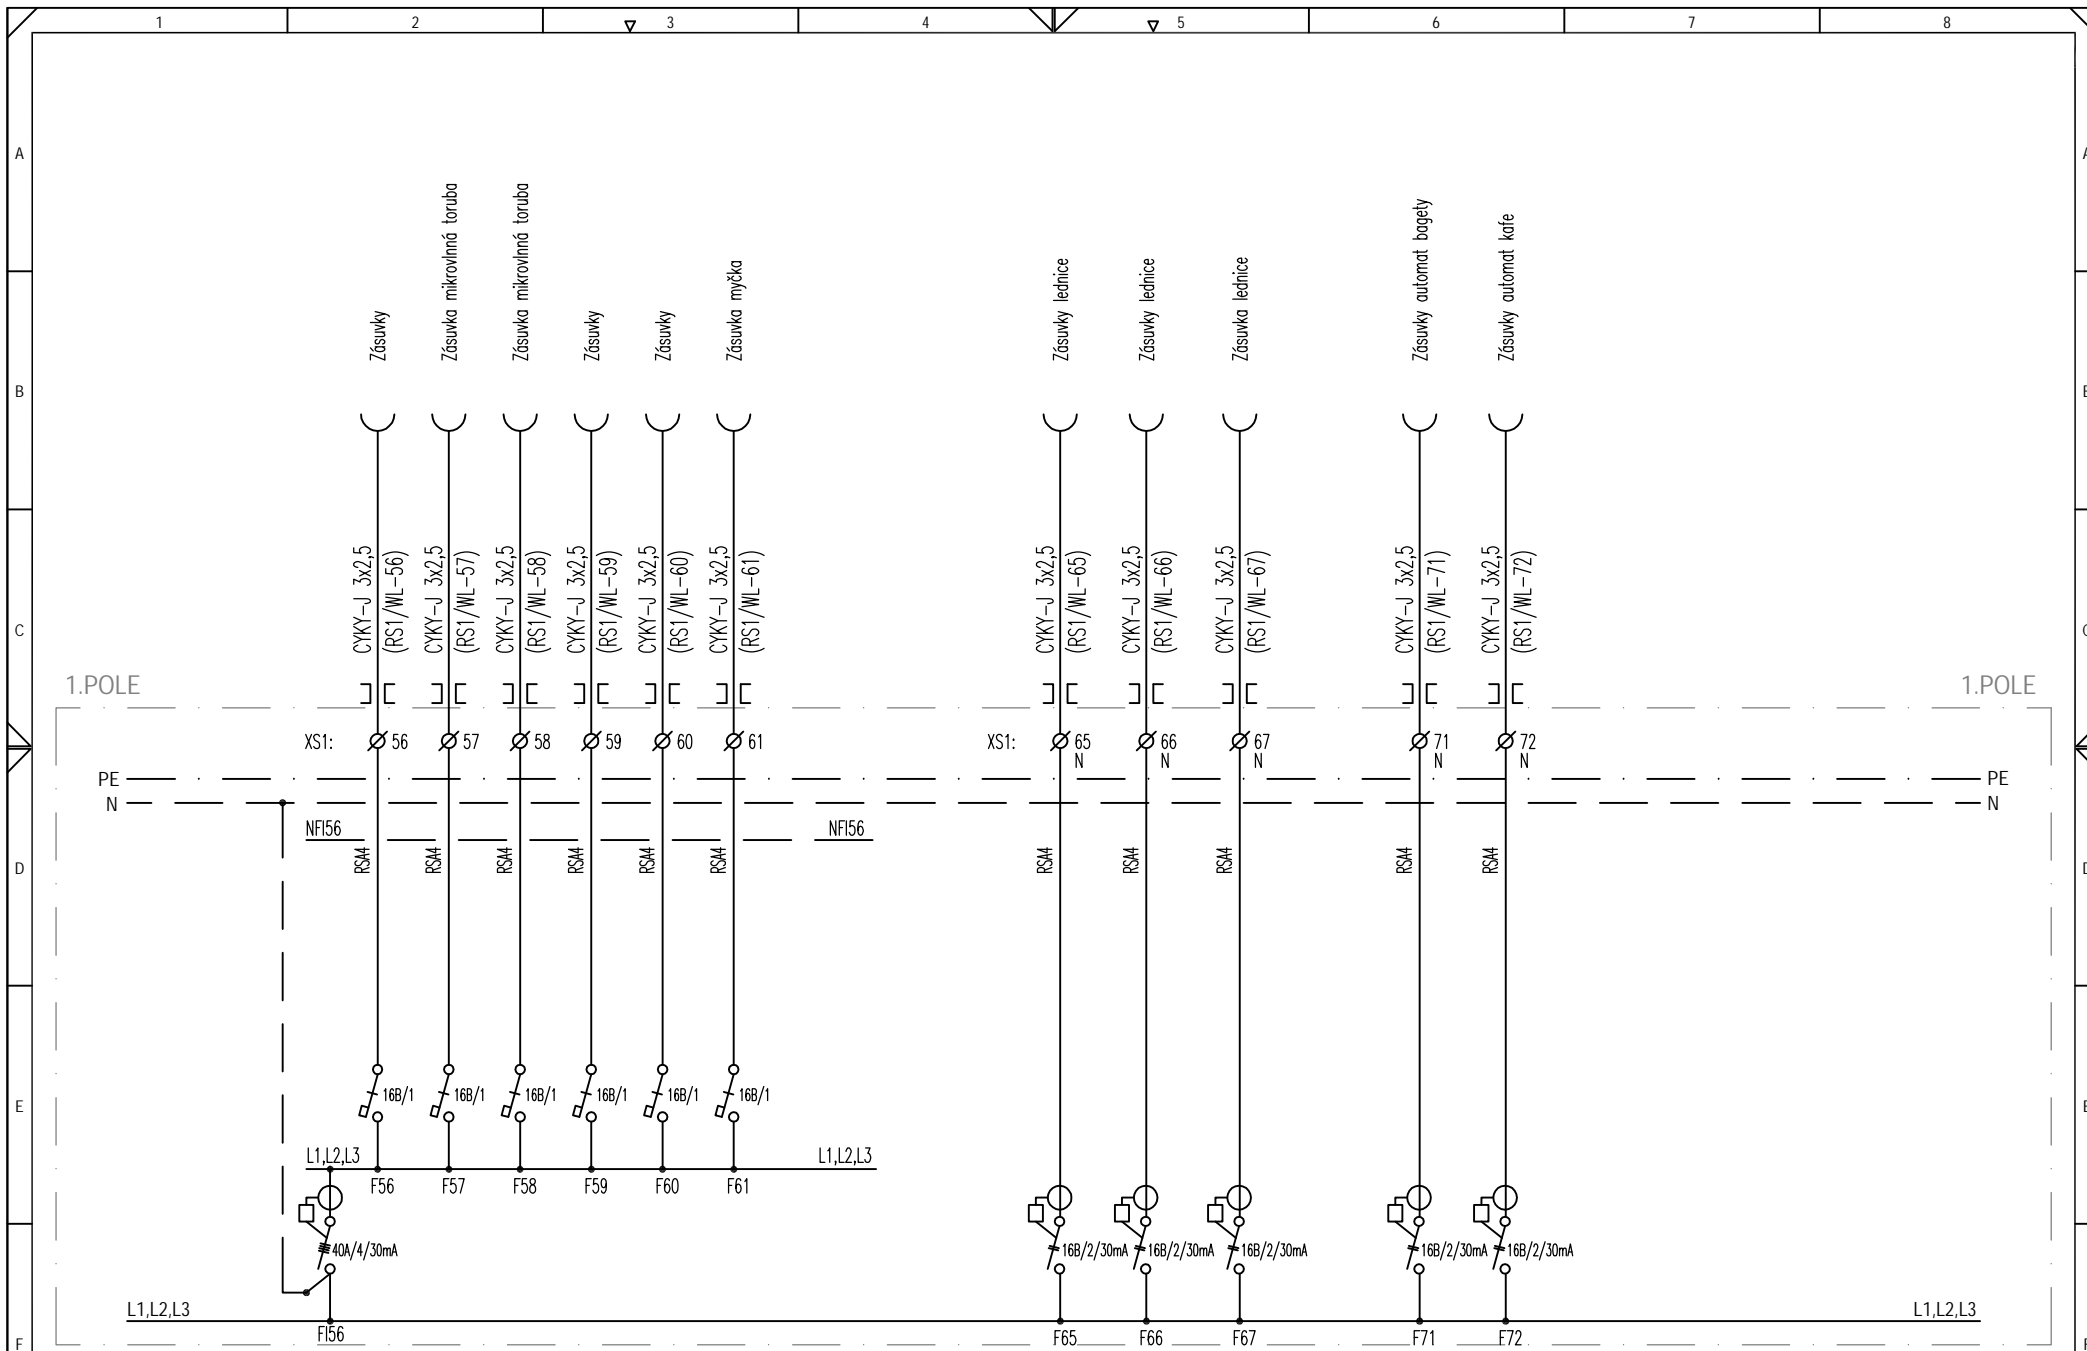 1 2 3 4 5 6 7 8
A
A
Zásuvky
Zásuvka mikrovlnná toruba
Zásuvka mikrovlnná toruba
Zásuvky
Zásuvky
Zásuvka myčka
Zásuvky lednice
Zásuvky lednice
Zásuvka lednice
Zásuvky automat bagety
Zásuvky automat kafe
B
CYKY-J 3x2,5
(RS1/WL-56)
CYKY-J 3x2,5
(RS1/WL-57)
CYKY-J 3x2,5
(RS1/WL-58)
CYKY-J 3x2,5
(RS1/WL-59)
CYKY-J 3x2,5
(RS1/WL-60)
CYKY-J 3x2,5
(RS1/WL-61)
CYKY-J 3x2,5
(RS1/WL-65)
CYKY-J 3x2,5
(RS1/WL-66)
CYKY-J 3x2,5
(RS1/WL-67)
CYKY-J 3x2,5
(RS1/WL-71)
CYKY-J 3x2,5
(RS1/WL-72)
C
1.POLE 1.POLE
XS1: 56 57 58 59 60 61 XS1: 65 66 67 71 72
N N N N N
PE PE
N N
NFI56 NFI56
RSA4 RSA4 RSA4 RSA4 RSA4 RSA4 RSA4 RSA4 RSA4 RSA4 RSA4
D
16B/1 16B/1 16B/1 16B/1 16B/1 16B/1
E
L1,L2,L3 L1,L2,L3
F56 F57 F58 F59 F60 F61
40A/4/30mA 16B/2/30mA 16B/2/30mA 16B/2/30mA 16B/2/30mA 16B/2/30mA
L1,L2,L3 L1,L2,L3
FI56 F65 F66 F67 F71 F72
F